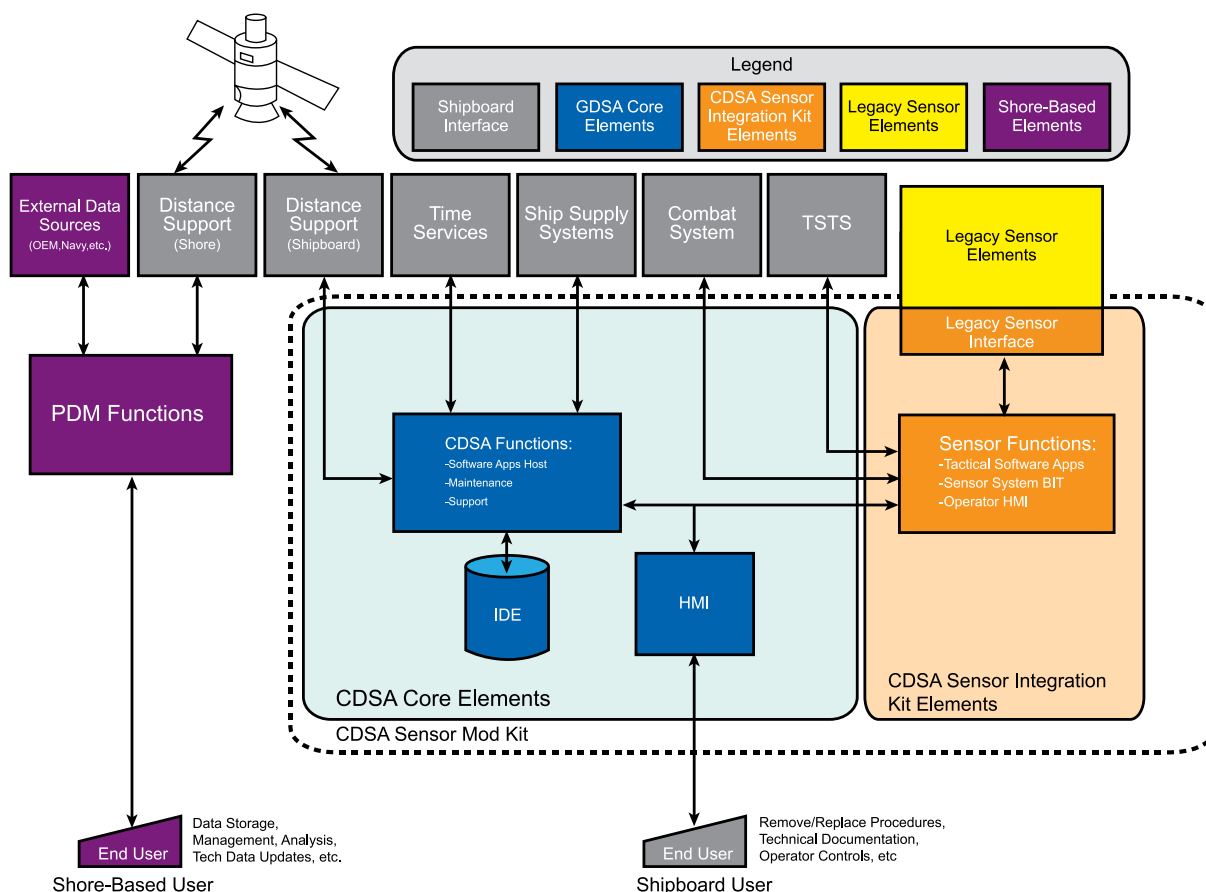 Legend
Shipboard
Interface
GDSA Core
Elements
CDSA Sensor
Integration Kit
Elements
Legacy Sensor
Elements
Shore-Based
Elements
External Data
Sources
(OEM,Navy,etc.)
Distance
Support
(Shore)
Distance
Support
(Shipboard)
Time
Services
Ship Supply
Systems
Combat
System
TSTS
Legacy Sensor
Elements
Legacy Sensor
Interface
PDM Functions
CDSA Functions:
-Software Apps Host
-Maintenance
-Support
Sensor Functions:
-Tactical Software Apps
-Sensor System BIT
-Operator HMI
IDE
HMI
CDSA Core Elements
CDSA Sensor Integration
Kit Elements
CDSA Sensor Mod Kit
End User
Data Storage,
Management, Analysis,
Tech Data Updates, etc.
Shore-Based User
End User
Remove/Replace Procedures,
Technical Documentation,
Operator Controls, etc
Shipboard User